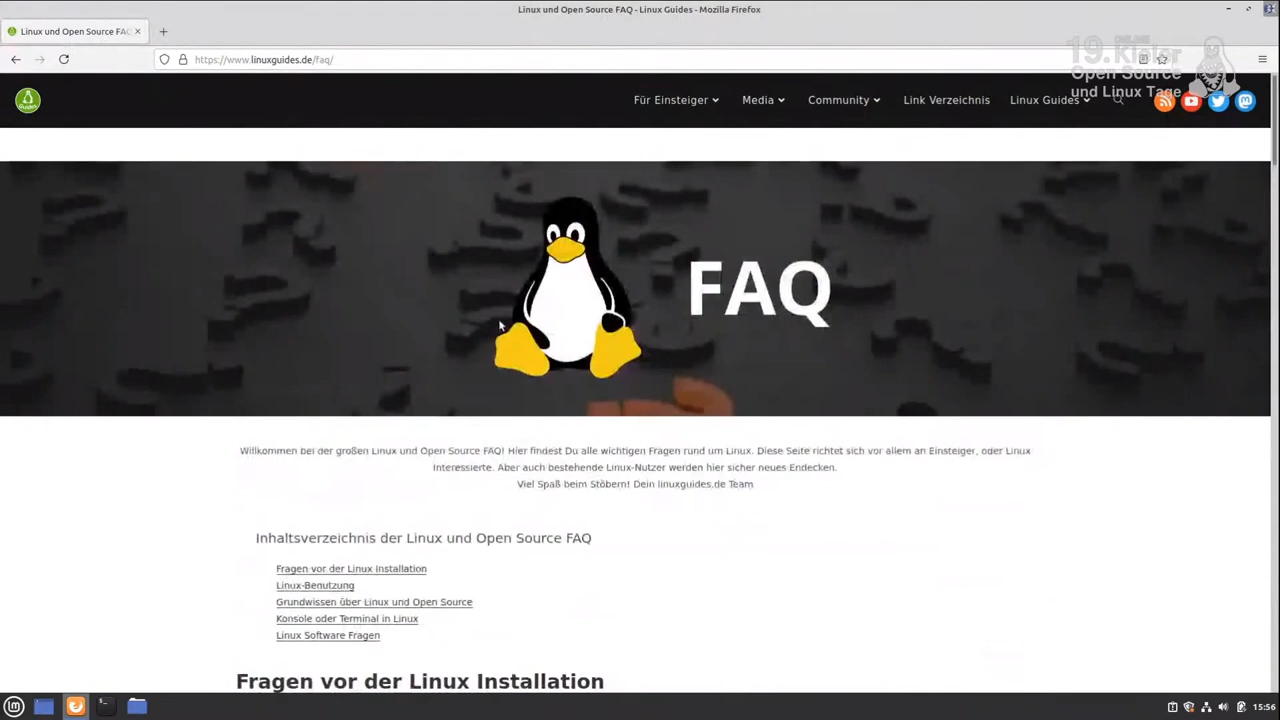 Linux und Open Source FAQ - Linux Guides - Mozilla Firefox
Linux und Open Source FAQ
https://www.linuxguides.de/faq/
19. Kieler
ONLINE
Open Source
und Linux Tage
Guides
Für Einsteiger Media Community Link Verzeichnis Linux Guides
FAQ
Willkommen bei der großen Linux und Open Source FAQ! Hier findest Du alle wichtigen Fragen rund um Linux. Diese Seite richtet sich vor allem an Einsteiger, oder Linux
Interessierte. Aber auch bestehende Linux-Nutzer werden hier sicher neues Endecken.
Viel Spaß beim Stöbern! Dein linuxguides.de Team
Inhaltsverzeichnis der Linux und Open Source FAQ
Fragen vor der Linux Installation
Linux-Benutzung
Grundwissen über Linux und Open Source
Konsole oder Terminal in Linux
Linux Software Fragen
Fragen vor der Linux Installation
15:56